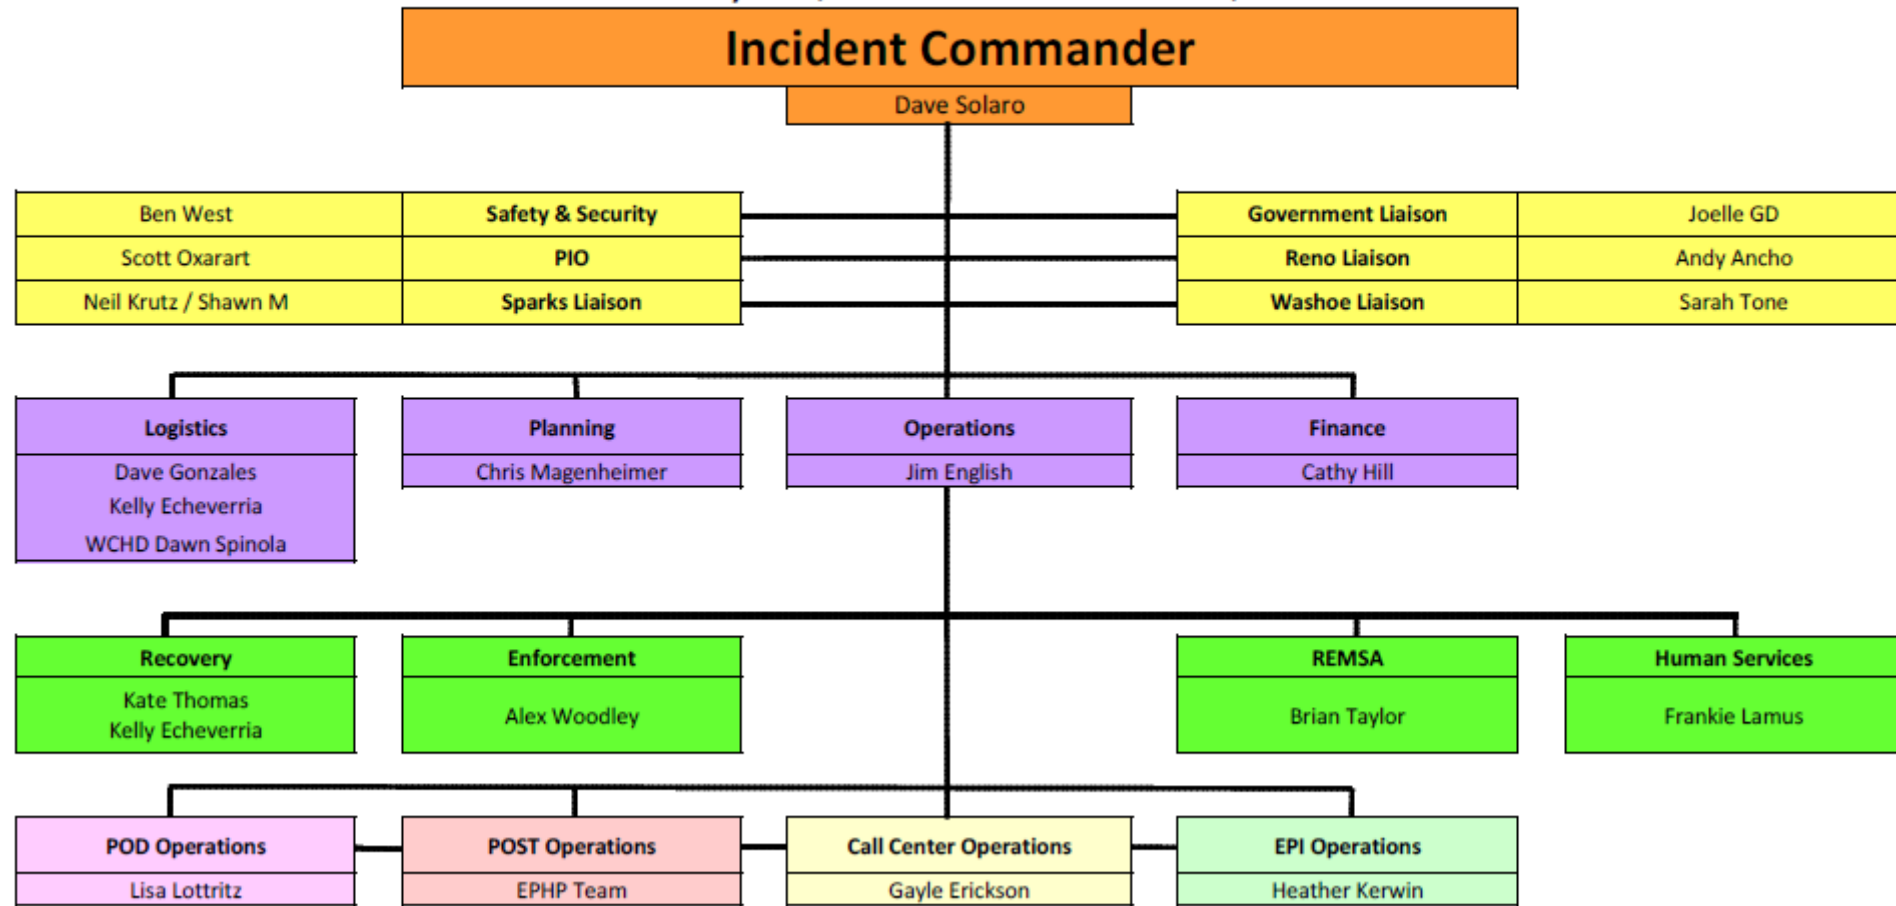 Incident Commander
Dave Solaro
Ben West Safety & Security Government Liaison Joelle GD
Scott Oxarart PIO Reno Liaison Andy Ancho
Neil Krutz / Shawn M Sparks Liaison Washoe Liaison Sarah Tone
Logistics Planning Operations Finance
Dave Gonzales Chris Magenheimer Jim English Cathy Hill
Kelly Echeverria
WCHD Dawn Spinola
Recovery Enforcement REMSA Human Services
Kate Thomas
Kelly Echeverria Alex Woodley Brian Taylor Frankie Lamus
POD Operations POST Operations Call Center Operations EPI Operations
Lisa Lottritz EPHP Team Gayle Erickson Heather Kerwin